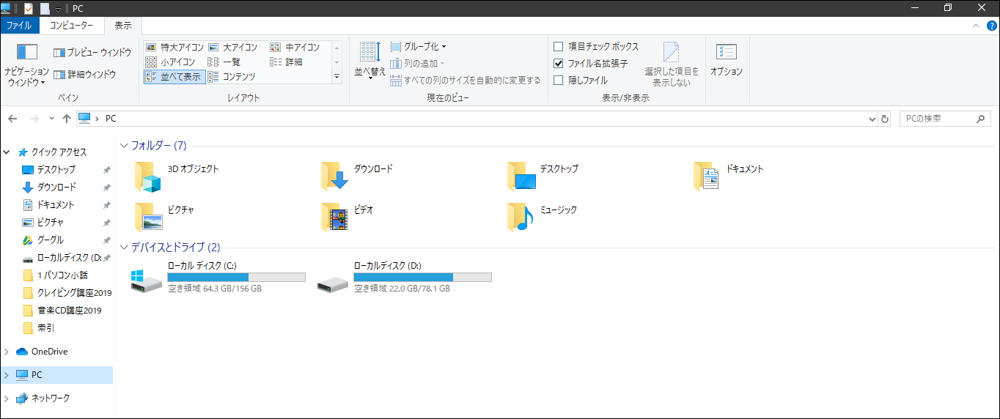 PC
ファイル
コンピューター
表示
ナビゲーション
ウィンドウ
プレビュー ウィンドウ
詳細ウィンドウ
ペイン
特大アイコン
大アイコン
中アイコン
小アイコン
一覧
詳細
並べて表示
コンテンツ
レイアウト
並べ替え
グループ化
列の追加
すべての列のサイズを自動的に変更する
現在のビュー
項目チェック ボックス
ファイル名拡張子
隠しファイル
選択した項目を
表示しない
表示/非表示
オプション
PC
PCの検索
クイック アクセス
デスクトップ
ダウンロード
ドキュメント
ピクチャ
グーグル
ローカルディスク (D:
1 パソコン小話
クレイピング講座2019
音楽CD講座2019
索引
OneDrive
PC
ネットワーク
フォルダー (7)
3D オブジェクト
ダウンロード
デスクトップ
ドキュメント
ピクチャ
ビデオ
ミュージック
デバイスとドライブ (2)
ローカル ディスク (C:)
空き領域 64.3 GB/156 GB
ローカルディスク (D:)
空き領域 22.0 GB/78.1 GB